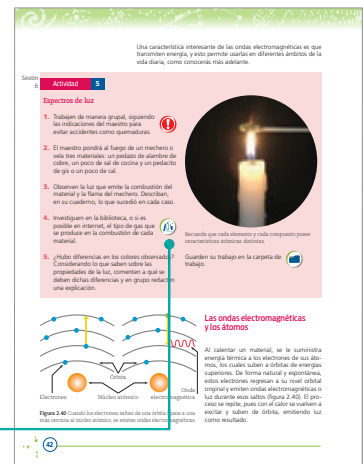 Una característica interesante de las ondas electromagnéticas es que
transmiten energía, y esto permite usarlas en diferentes ámbitos de la
vida diaria, como conocerás más adelante.
Sesión
6
Actividad 5
Espectros de luz
1. Trabajen de manera grupal, siguiendo
las indicaciones del maestro para
evitar accidentes como quemaduras.
2. El maestro pondrá al fuego de un mechero o
vela tres materiales: un pedazo de alambre de
cobre, un poco de sal de cocina y un pedacito
de gis o un poco de cal.
3. Observen la luz que emite la combustión del
material y la flama del mechero. Describan,
en su cuaderno, lo que sucedió en cada caso.
4. Investiguen en la biblioteca, o si es
posible en internet, el tipo de gas que
se produce en la combustión de cada
material.
5. ¿Hubo diferencias en los colores observados?
Considerando lo que saben sobre las
propiedades de la luz, comenten a qué se
deben dichas diferencias y en grupo redacten
una explicación.
Recuerda que cada elemento y cada compuesto posee
características atómicas distintas.
Guarden su trabajo en la carpeta de
trabajo.
Órbita
Electrones
Núcleo atómico
Onda
electromagnética
Figura 2.40 Cuando los electrones saltan de una órbita lejana a una
más cercana al núcleo atómico, se emiten ondas electromagnéticas.
Las ondas electromagnéticas
y los átomos
Al calentar un material, se le suministra
energía térmica a los electrones de sus áto-
mos, los cuales suben a órbitas de energías
superiores. De forma natural y espontánea,
estos electrones regresan a su nivel orbital
original y emiten ondas electromagnéticas o
luz durante esos saltos (figura 2.40). El pro-
ceso se repite, pues con el calor se vuelven a
excitar y suben de órbita, emitiendo luz
como resultado.
42